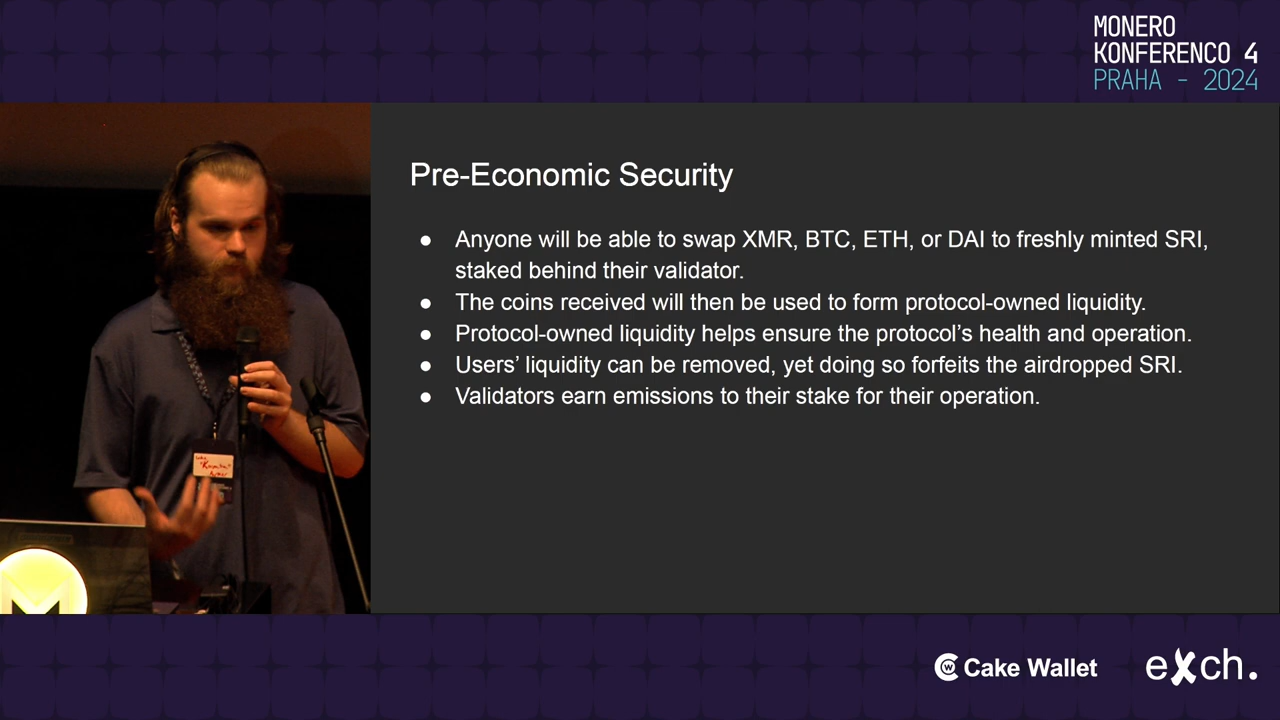 MONERO
KONFERENCO 4
PRAHA - 2024
Pre-Economic Security
● Anyone will be able to swap XMR, BTC, ETH, or DAI to freshly minted SRI,
staked behind their validator.
● The coins received will then be used to form protocol-owned liquidity.
● Protocol-owned liquidity helps ensure the protocol’s health and operation.
● Users’ liquidity can be removed, yet doing so forfeits the airdropped SRI.
● Validators earn emissions to their stake for their operation.
Cake Wallet
eXch.